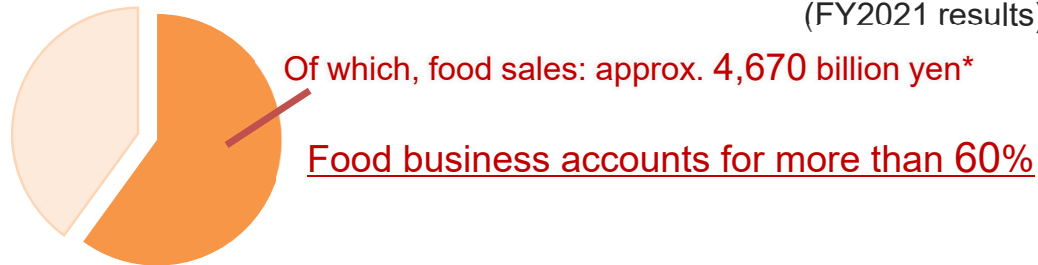 (FY2021 results)
Of which, food sales: approx. 4,670 billion yen*
Food business accounts for more than 60%